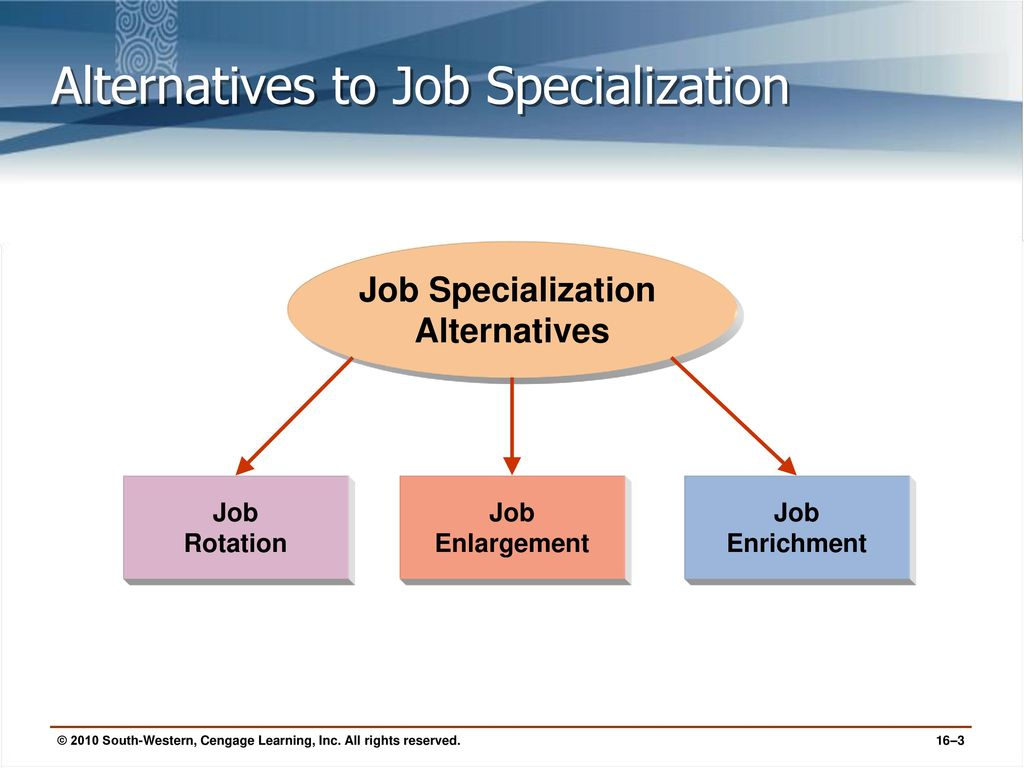 Alternatives to Job Specialization
Job Specialization
Alternatives
Job
Rotation
Job
Enlargement
Job
Enrichment
© 2010 South-Western, Cengage Learning, Inc. All rights reserved.
16–3